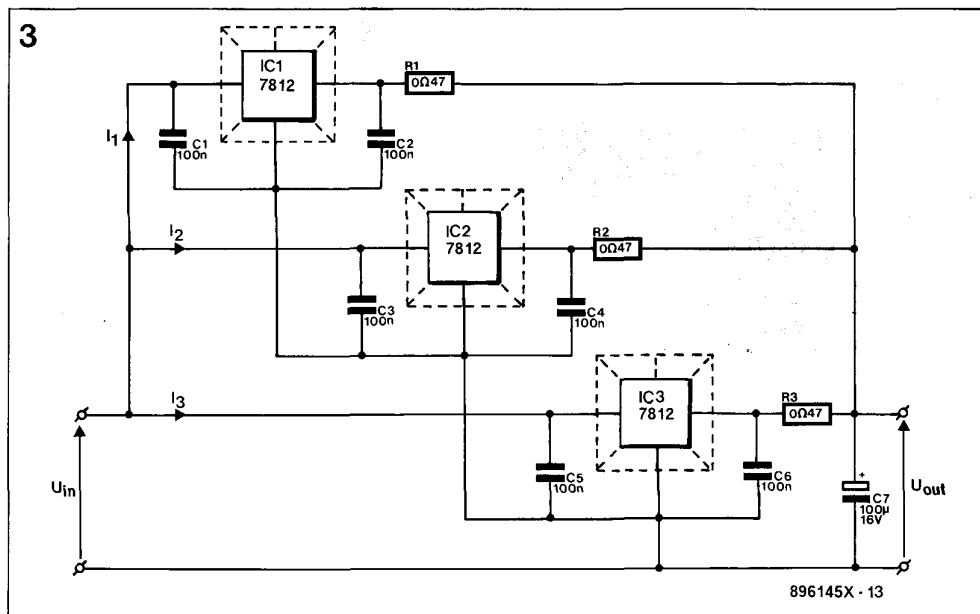 3
IC1
7812
R1
0Ω47
I1
C1
100n
C2
100n
I2
IC2
7812
R2
0Ω47
C3
100n
C4
100n
I3
IC3
7812
R3
0Ω47
Uin
C5
100n
C6
100n
+
C7
100µ
16V
Uout
896145X - 13